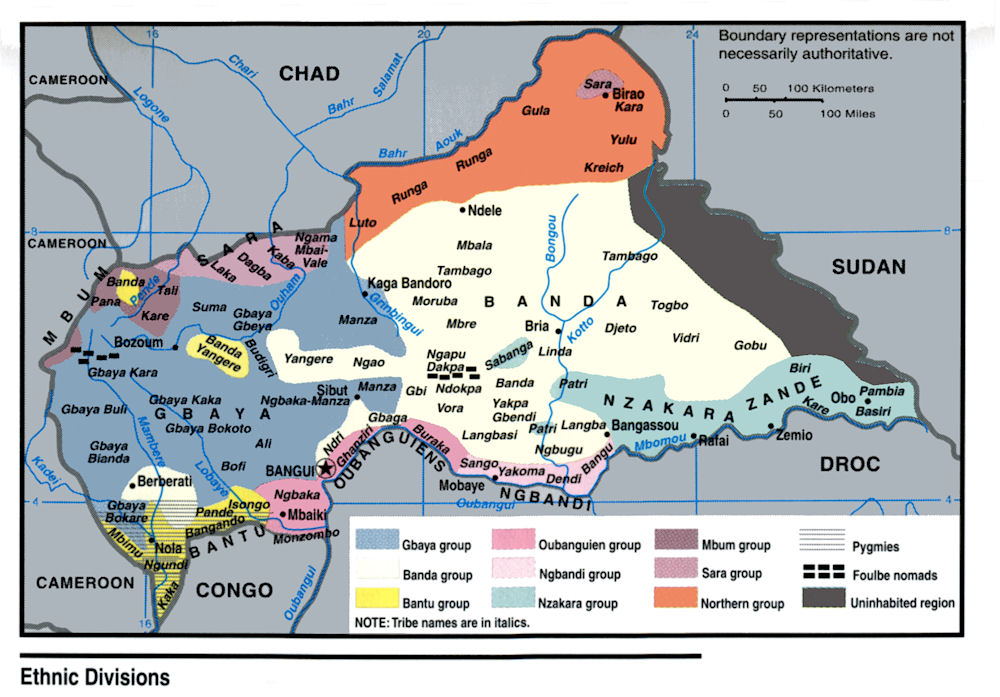 16
20
24
Boundary representations are not
necessarily authoritative.
0 50 100 Kilometers
0 50 100 Miles
CAMEROON
CHAD
Logone
Chari
Bahr
Salamat
Bahr
Aouk
Sara
Birao
Kara
Gula
Yulu
Kreich
Runga
Runga
Luto
Ndele
8
8
CAMEROON
SUDAN
SARA
Ngama
Mbai-
Vale
Kaba
Dagba
Laka
MBUM
Banda
Pana
Pende
Tali
Kare
Suma
Gbaya
Gbeya
Ouham
Kaga Bandoro
Gribingui
Manza
Mbala
Tambago
Moruba
BANDA
Mbre
Bongou
Tambago
Togbo
Bria
Kotto
Djeto
Vidri
Gobu
Linda
Sabanga
Bozoum
Banda
Yangere
Budigri
Yangere
Ngao
Ngapu
Dakpa
Ndokpa
Gbi
Banda
Patri
Biri
NZAKARA
ZANDE
Pambia
Obo
Basiri
Kare
Gbaya Kara
Gbaya Buli
GBAYA
Gbaya Kaka
Gbaya Bokoto
Sibut
Manza
Ngbaka-Manza
Vora
Yakpa
Gbendi
Langbasi
Patri
Langba
Bangassou
Mbomou
Rafai
Zemio
Ngbugu
Bangu
Gbaga
Buraka
Ndri
Ghanziri
OUBANGUIENS
BANGUI
Ali
Bofi
Mambere
Lobaye
Gbaya
Bianda
Kadei
Berberati
Sango
Yakoma
Dendi
Mobaye
NGBANDI
Oubangui
DROC
4
4
Gbaya
Bokare
Mbimu
Nola
Ngundi
Kaka
Pande
Isongo
Bangando
BANTU
Ngbaka
Mbaiki
Monzombo
CAMEROON
CONGO
Oubangui
16
Gbaya group
Oubanguien group
Mbum group
Pygmies
Banda group
Ngbandi group
Sara group
Foulbe nomads
Bantu group
Nzakara group
Northern group
Uninhabited region
NOTE: Tribe names are in italics.
Ethnic Divisions